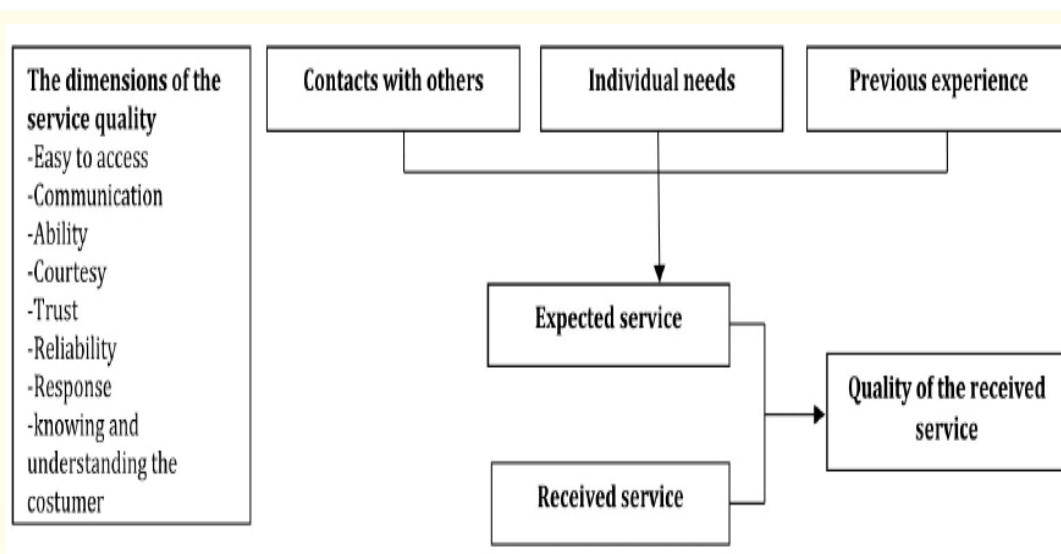 The dimensions of the
service quality
-Easy to access
-Communication
-Ability
-Courtesy
-Trust
-Reliability
-Response
-knowing and
understanding the
costumer
Contacts with others
Individual needs
Previous experience
Expected service
Received service
Quality of the received
service